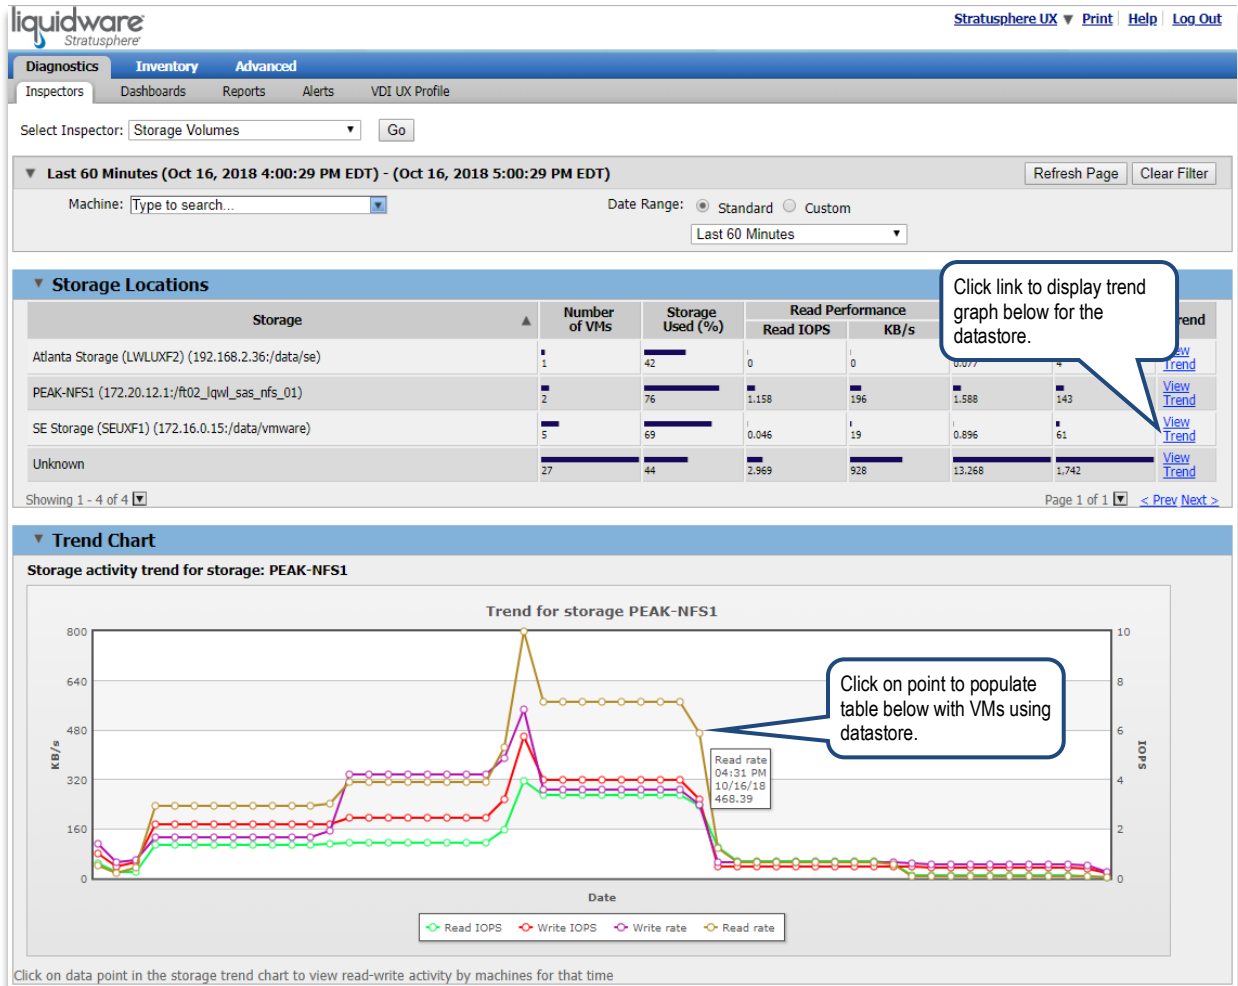 liquidware
Stratusphere
Stratusphere UX ▼ Print Help Log Out
Diagnostics Inventory Advanced
Inspectors Dashboards Reports Alerts VDI UX Profile
Select Inspector: Storage Volumes Go
Last 60 Minutes (Oct 16, 2018 4:00:29 PM EDT) - (Oct 16, 2018 5:00:29 PM EDT) Refresh Page Clear Filter
Machine: Type to search... Date Range: Standard Custom
Last 60 Minutes
Storage Locations
Click link to display trend
graph below for the
datastore.
Storage Number of VMs Storage Used (%) Read Performance
Read IOPS KB/s rend
Atlanta Storage (LWLUXF2) (192.168.2.36:/data/se) 1 42 0 0 0.077 4 View Trend
PEAK-NFS1 (172.20.12.1:/ft02_lqwl_sas_nfs_01) 2 76 1.158 196 1.588 143 View Trend
SE Storage (SEUXF1) (172.16.0.15:/data/vmware) 5 69 0.046 19 0.896 61 View Trend
Unknown 27 44 2.969 928 13.268 1,742 View Trend
Showing 1 - 4 of 4 Page 1 of 1 < Prev Next >
Trend Chart
Storage activity trend for storage: PEAK-NFS1
Trend for storage PEAK-NFS1
800 10
640 8
480 6
320 4
160 2
0 0
KB/s
IOPS
Click on point to populate
table below with VMs using
datastore.
Read rate
04:31 PM
10/16/18
468.39
Date
Read IOPS Write IOPS Write rate Read rate
Click on data point in the storage trend chart to view read-write activity by machines for that time